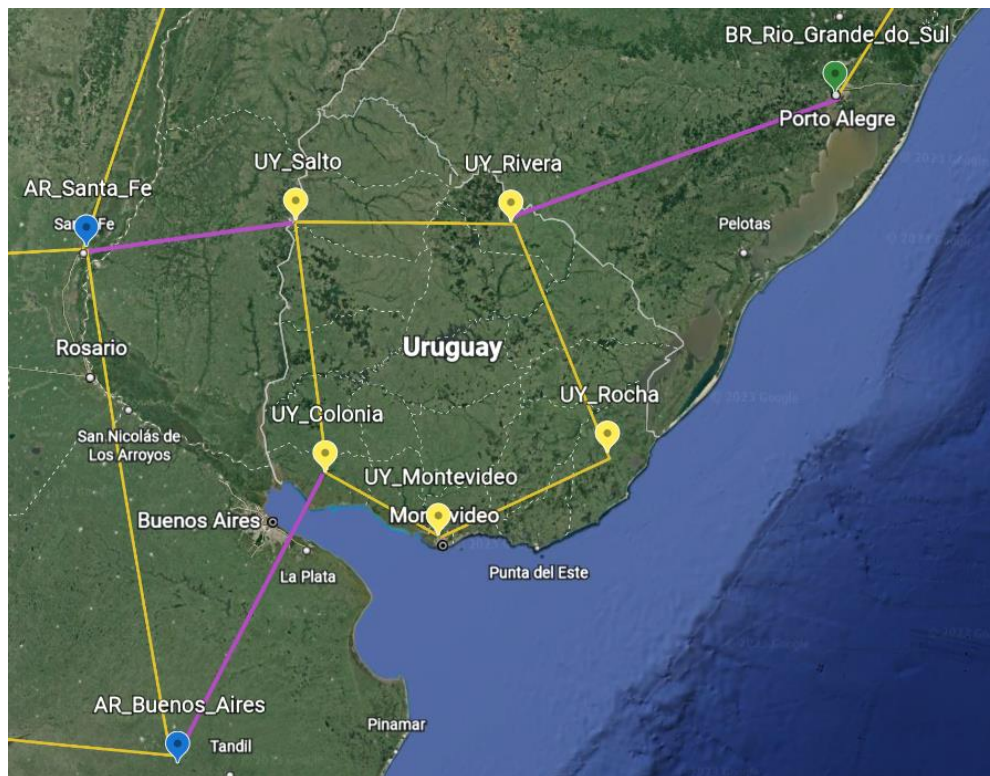 BR_Rio_Grande_do_Sul
Porto Alegre
UY_Salto
UY_Rivera
AR_Santa_Fe
Pelotas
Rosario
Uruguay
UY_Rocha
UY_Colonia
San Nicolás de
Los Arroyos
UY_Montevideo
Buenos Aires
La Plata
Punta del Este
AR_Buenos_Aires
Pinamar
Tandil